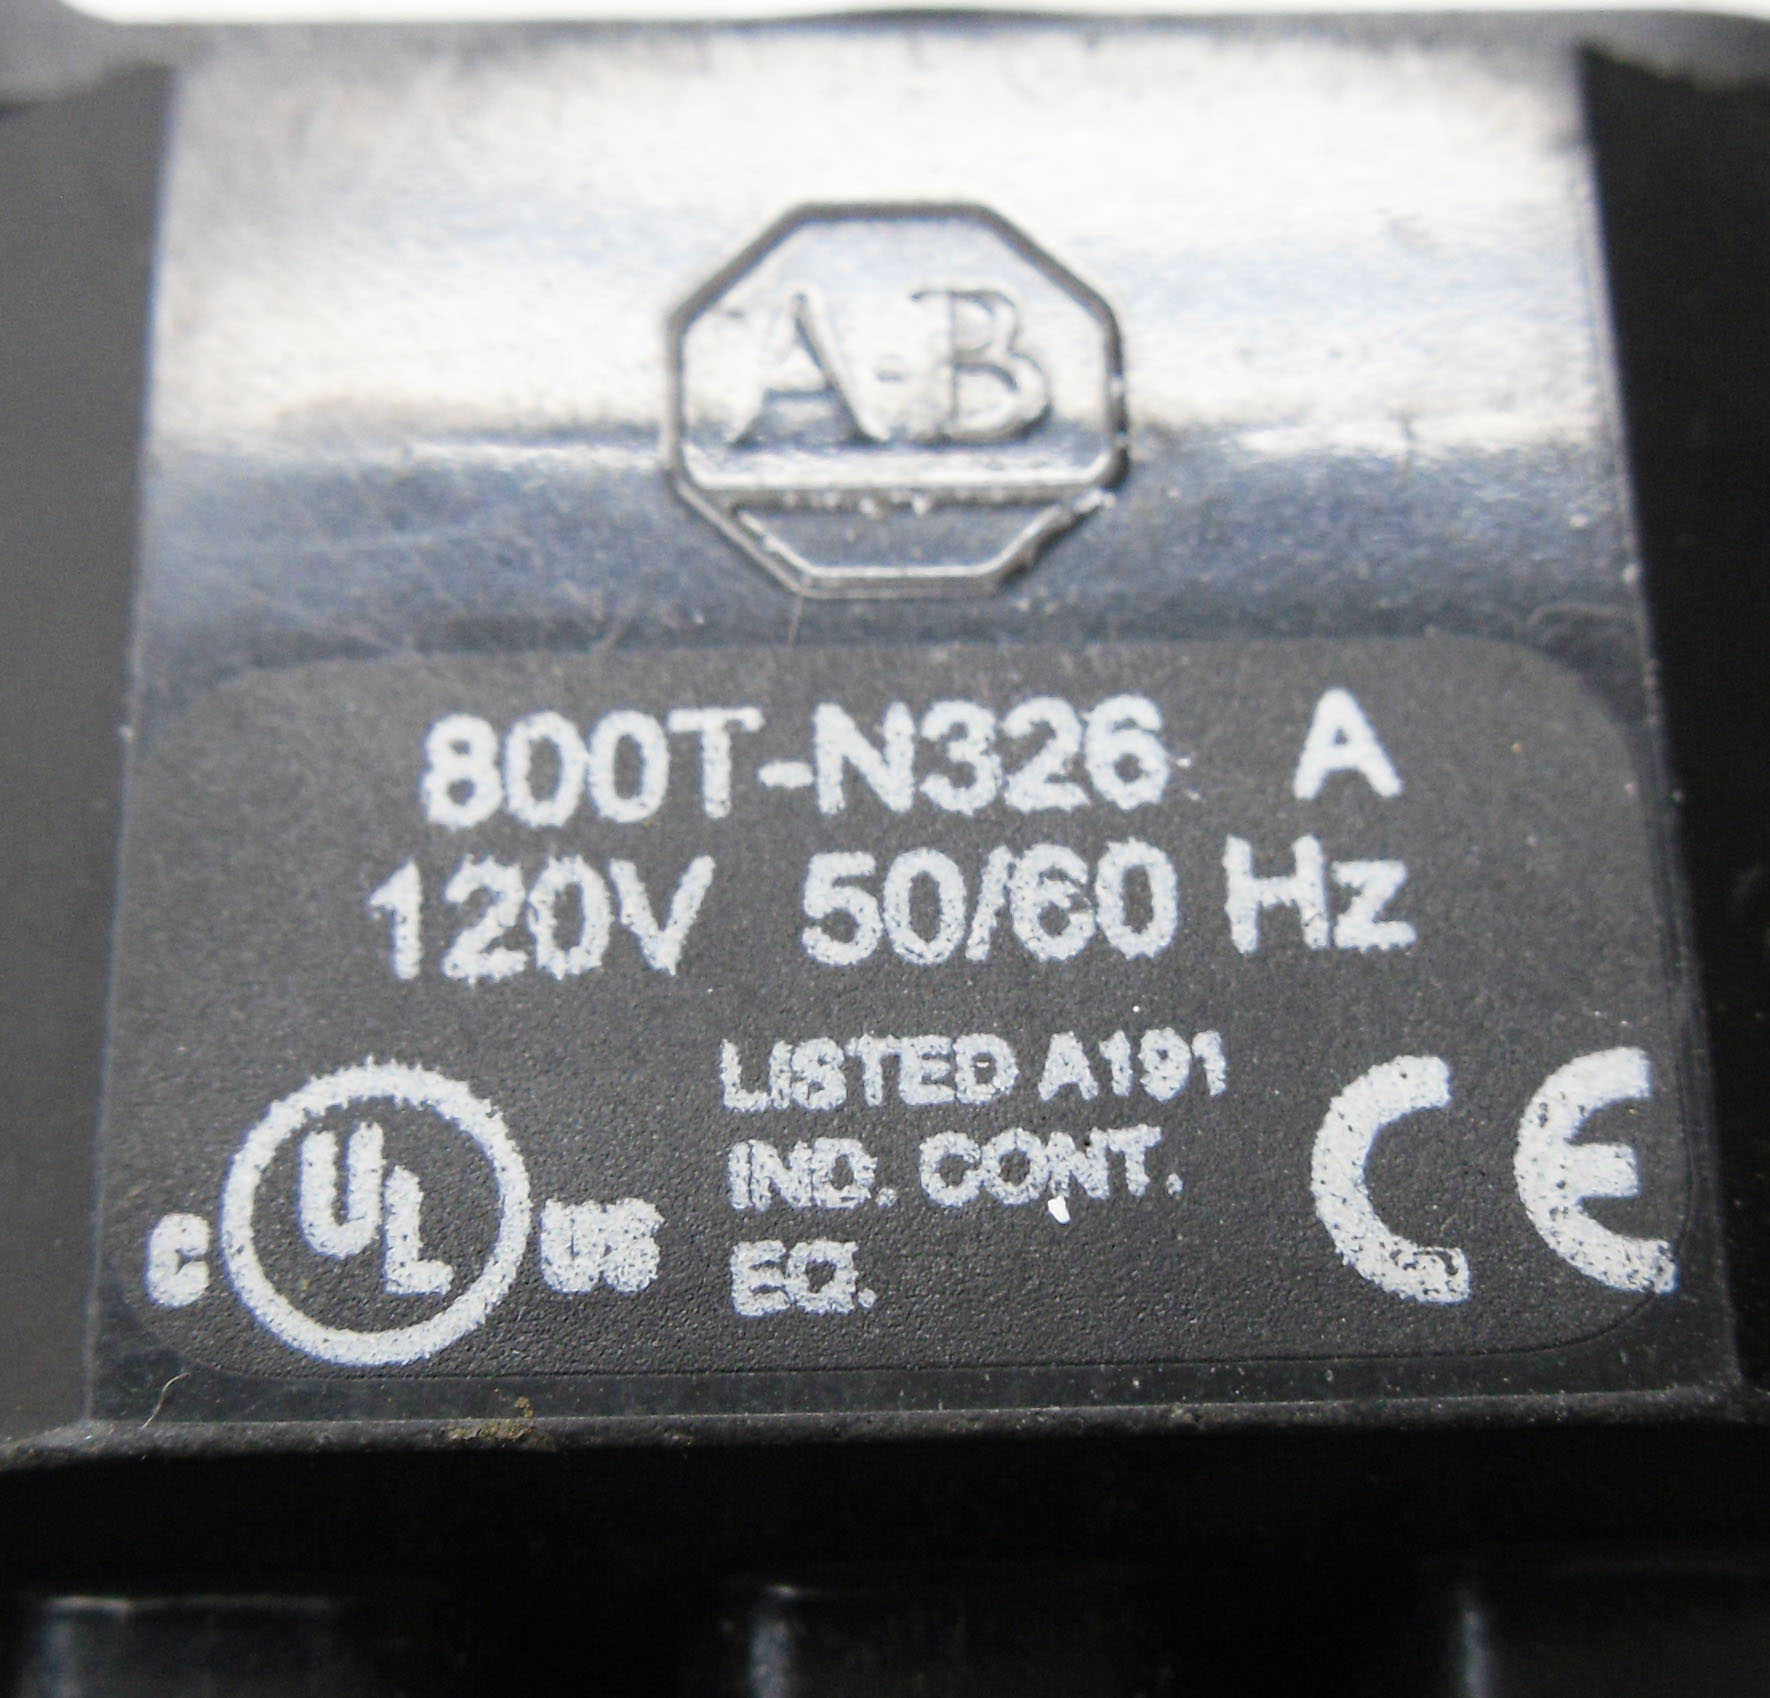 A-B
800T-N326 A
120V 50/60 Hz
LISTED A191
IND. CONT.
EQ.
C UL US
CE